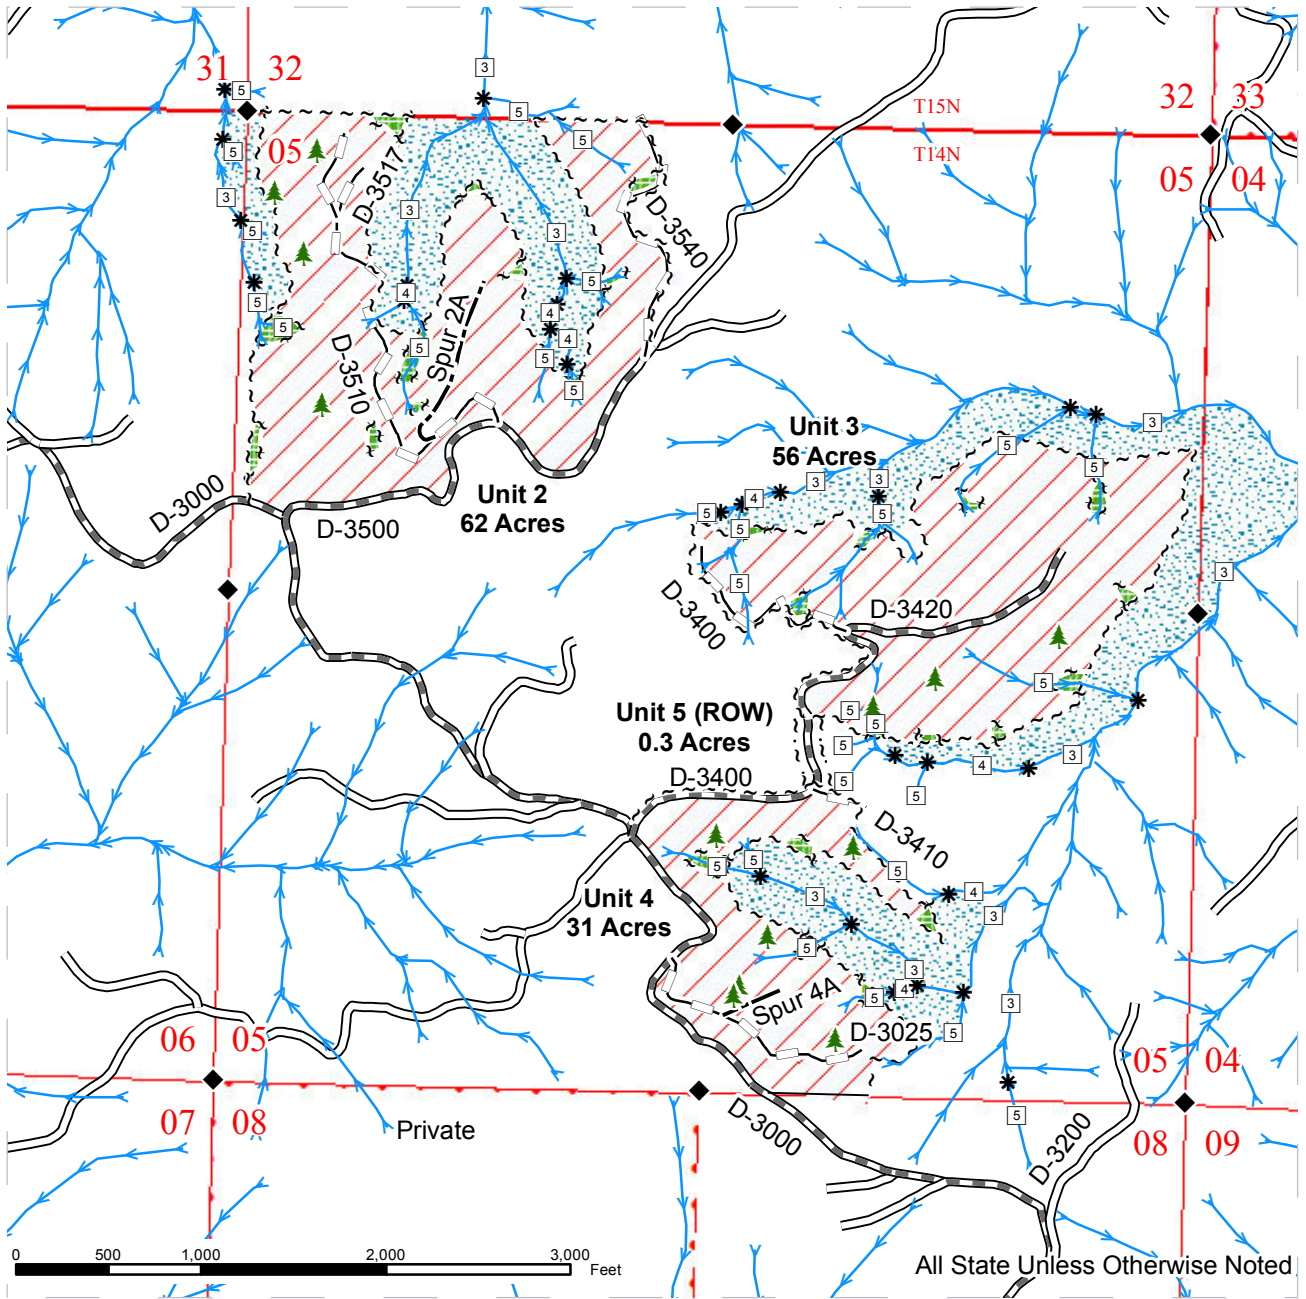 3
31
32
5
5
32
33
T15N
05
5
T14N
5
D-3517
05
04
3
3
D-3540
5
3
5
4
5
4
Spur 2A
5
4
D-3510
5
5
5
3
Unit 3
56 Acres
5
5
3
3
4
D-3000
Unit 2
62 Acres
5
5
D-3500
5
3
5
D-3400
D-3420
5
5
5
Unit 5 (ROW)
0.3 Acres
5
3
4
D-3400
5
5
D-3410
5
5
5
4
3
Unit 4
31 Acres
3
5
3
5
4
3
Spur 4A
D-3025
5
06
05
05
04
07
08
Private
D-3000
5
D-3200
08
09
0
500
1,000
2,000
3,000
Feet
All State Unless Otherwise Noted